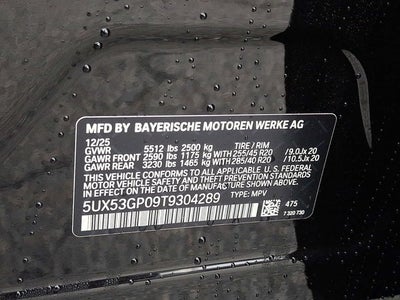 MFD BY BAYERISCHE MOTOREN WERKE AG
12/25
GVWR 5512 lbs 2500 kg TIRE / RIM
GAWR FRONT 2590 lbs 1175 kg WITH 255/45 R20 /9.0Jx20
GAWR REAR 3230 lbs 1465 kg WITH 285/40 R20 /10.5Jx20
THIS VEHICLE CONFORMS TO ALL APPLICABLE U.S. FEDERAL
MOTOR VEHICLE SAFETY AND THEFT PREVENTION STANDARDS
IN EFFECT ON THE DATE OF MANUFACTURE SHOWN ABOVE.
5UX53GP09T9304289 TYPE: MPV
475
7 320 730